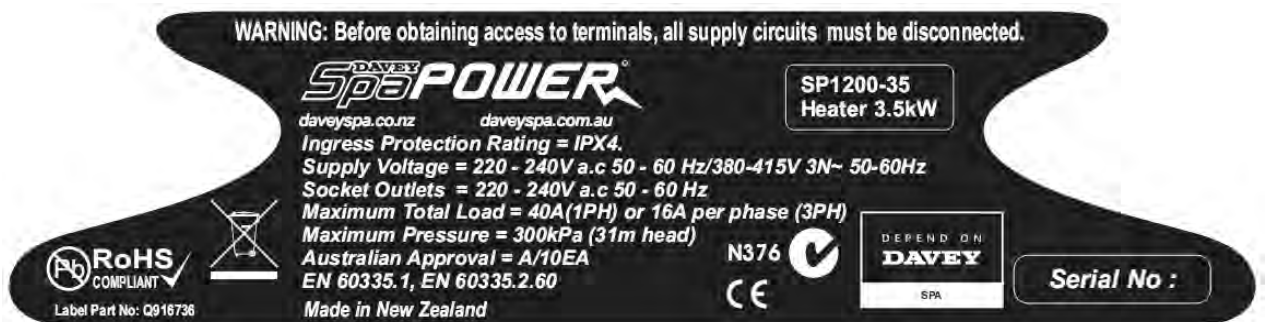 WARNING: Before obtaining access to terminals, all supply circuits must be disconnected.
DAVEY
SpaPOWER
daveyspa.co.nz daveyspa.com.au
SP1200-35
Heater 3.5kW
Ingress Protection Rating = IPX4.
Supply Voltage = 220 - 240V a.c 50 - 60 Hz/380-415V 3N~ 50-60Hz
Socket Outlets = 220 - 240V a.c 50 - 60 Hz
Maximum Total Load = 40A(1PH) or 16A per phase (3PH)
Maximum Pressure = 300kPa (31m head)
Australian Approval = A/10EA
EN 60335.1, EN 60335.2.60
Made in New Zealand
Pb
RoHS
COMPLIANT
Label Part No: Q916736
N376
CE
DEPEND ON
DAVEY
SPA
Serial No :